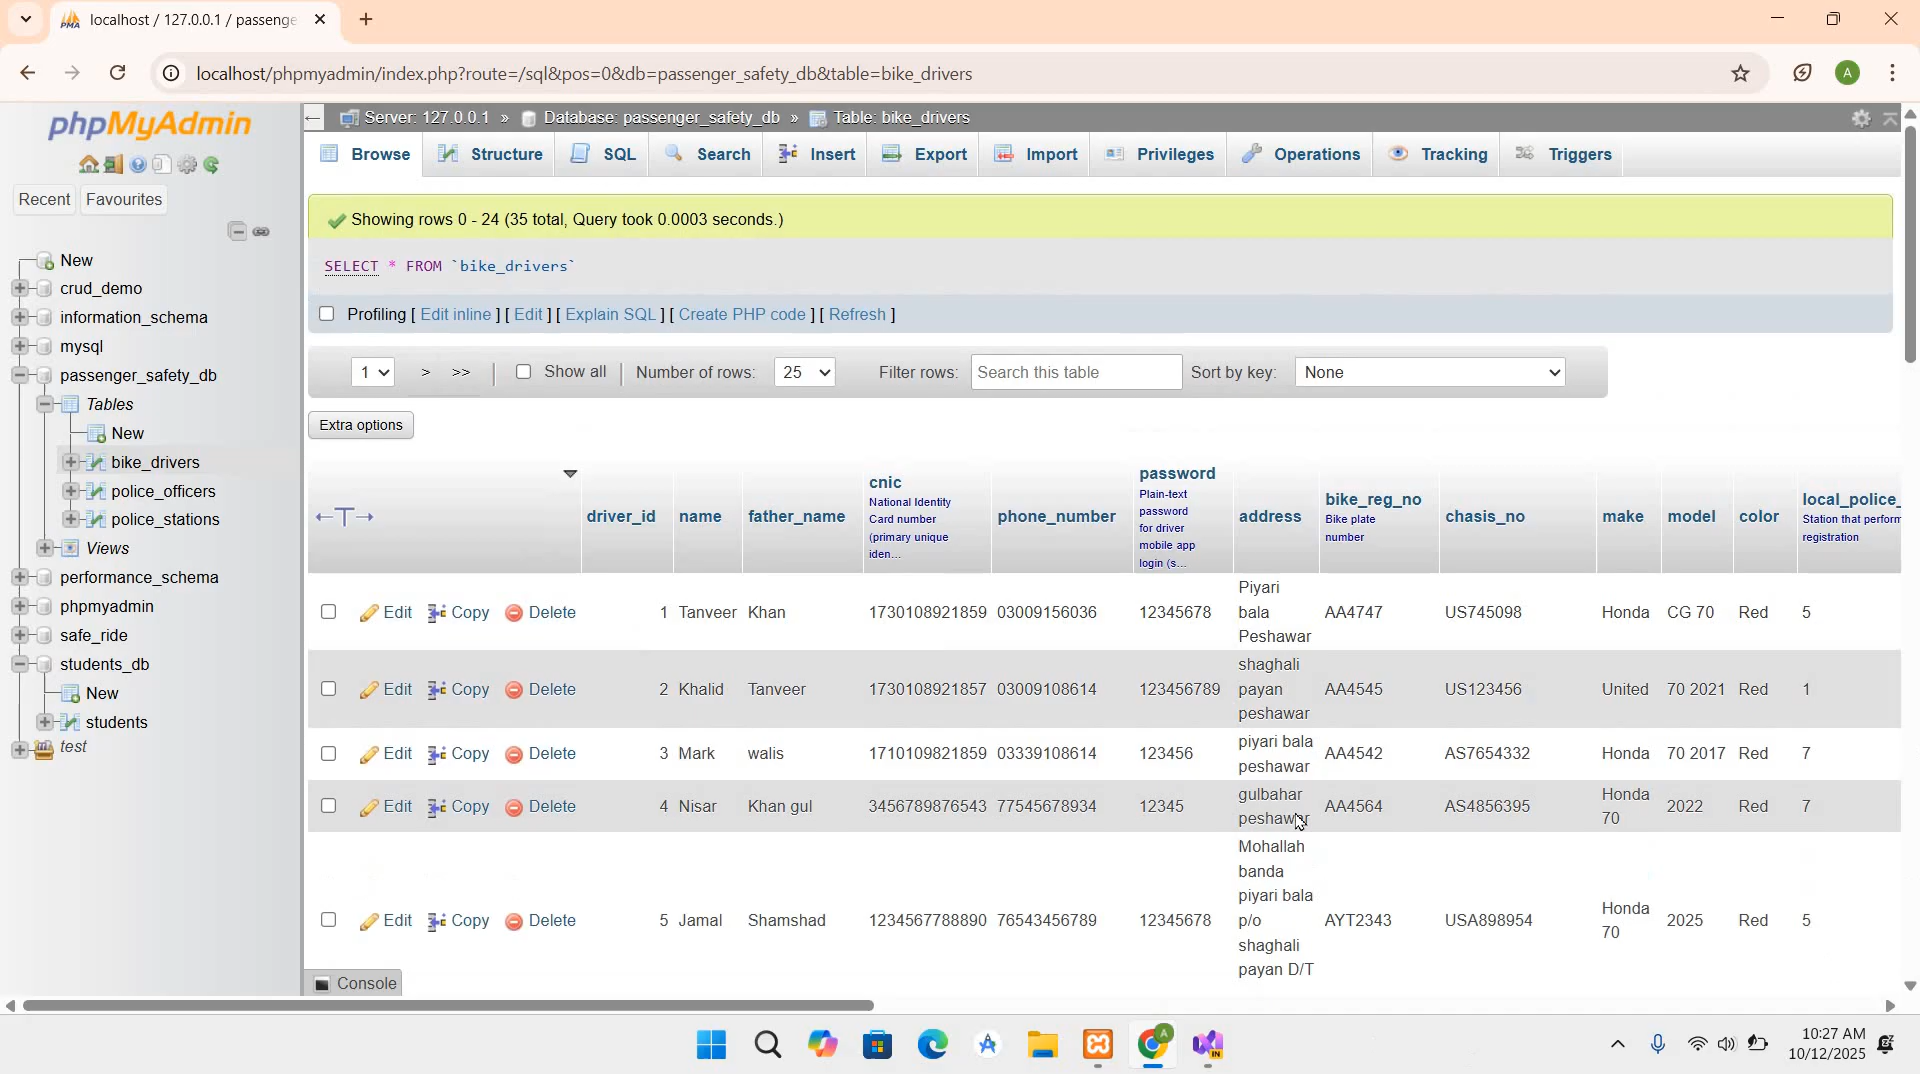 localhost / 127.0.0.1 / passenge
localhost/phpmyadmin/index.php?route=/sql&pos=0&db=passenger_safety_db&table=bike_drivers
A
phpMyAdmin
Recent Favourites
New
crud_demo
information_schema
mysql
passenger_safety_db
Tables
New
bike_drivers
police_officers
police_stations
Views
performance_schema
phpmyadmin
safe_ride
students_db
New
students
test
Server: 127.0.0.1 » Database: passenger_safety_db » Table: bike_drivers
Browse Structure SQL Search Insert Export Import Privileges Operations Tracking Triggers
Showing rows 0 - 24 (35 total, Query took 0.0003 seconds.)
SELECT * FROM `bike_drivers`
Profiling [ Edit inline ] [ Edit ] [ Explain SQL ] [ Create PHP code ] [ Refresh ]
1 > >> Show all Number of rows: 25 Filter rows: Search this table Sort by key: None
Extra options
driver_id
name
father_name
cnic
National Identity
Card number
(primary unique
iden...
phone_number
password
Plain-text
password
for driver
mobile app
login (s...
address
bike_reg_no
Bike plate
number
chasis_no
make
model
color
local_police_
Station that perform
registration
Edit Copy Delete 1 Tanveer Khan 1730108921859 03009156036 12345678
Piyari
bala
Peshawar
AA4747 US745098 Honda CG 70 Red 5
Edit Copy Delete 2 Khalid Tanveer 1730108921857 03009108614 123456789
shaghali
payan
peshawar
AA4545 US123456 United 70 2021 Red 1
Edit Copy Delete 3 Mark walis 1710109821859 03339108614 123456
piyari bala
peshawar
AA4542 AS7654332 Honda 70 2017 Red 7
Edit Copy Delete 4 Nisar Khan gul 3456789876543 77545678934 12345
gulbahar
peshawar
AA4564 AS4856395
Honda
70
2022 Red 7
Edit Copy Delete 5 Jamal Shamshad 1234567788890 76543456789 12345678
Mohallah
banda
piyari bala
p/o
shaghali
payan D/T
AYT2343 USA898954
Honda
70
2025 Red 5
Console
10:27 AM
10/12/2025